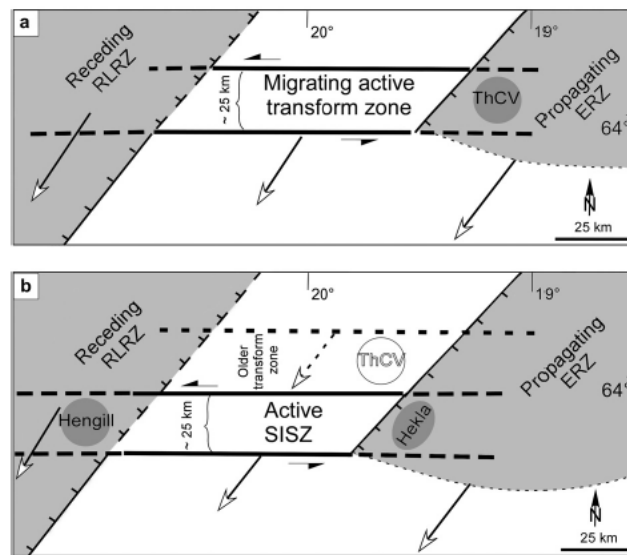 a
Receding
RLRZ
20°
19°
~ 25 km
Migrating active
transform zone
ThCV
Propagating
ERZ
64°
N
25 km
b
Receding
RLRZ
20°
19°
Older
transform
zone
ThCV
Propagating
ERZ
64°
Hengill
~ 25 km
Active
SISZ
Hekla
N
25 km